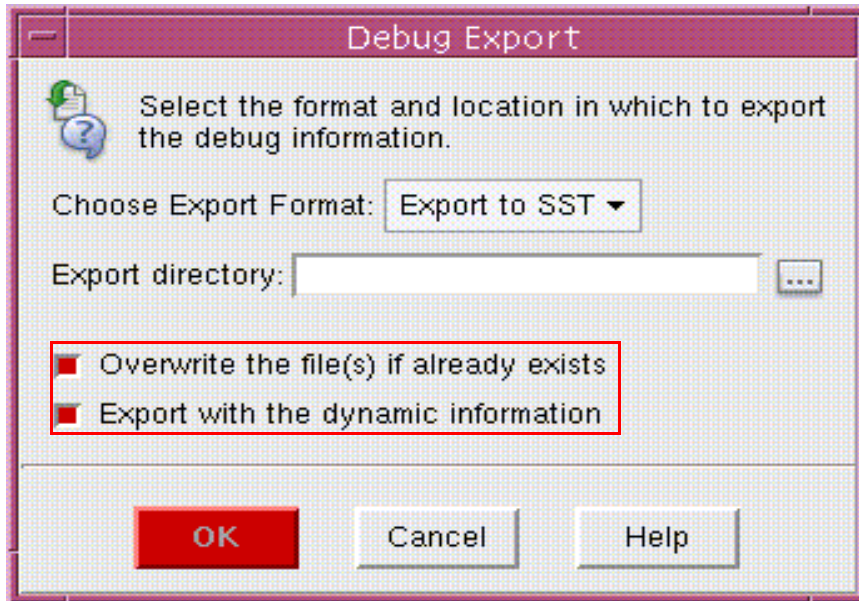 Debug Export
Select the format and location in which to export
the debug information.
Choose Export Format: Export to SST
Export directory: ...
Overwrite the file(s) if already exists
Export with the dynamic information
OK Cancel Help